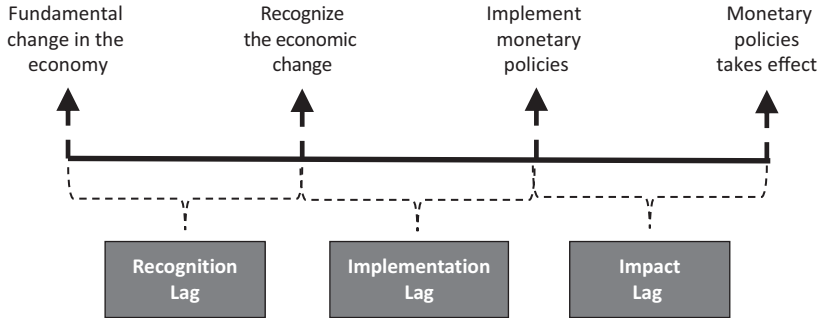 Fundamental
change in the
economy
Recognize
the economic
change
Implement
monetary
policies
Monetary
policies
takes effect
Recognition
Lag
Implementation
Lag
Impact
Lag